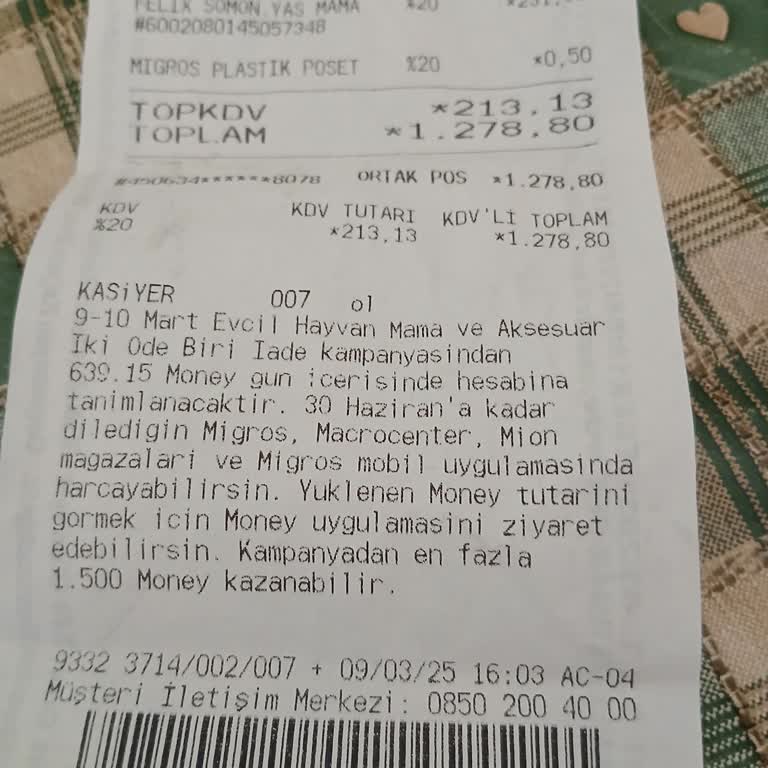 FELIX SOMON YAS MAMA %20
#6002080145057348
MIGROS PLASTIK POSET %20 *0,50
TOPKDV *213,13
TOPLAM *1.278,80
#450634******8078 ORTAK POS *1.278,80
KDV KDV TUTARI KDV'Lİ TOPLAM
%20 *213,13 *1.278,80
KASiYER 007 ol
9-10 Mart Evcil Hayvan Mama ve Aksesuar
Iki Ode Biri Iade kampanyasindan
639.15 Money gun icerisinde hesabina
tanimlanacaktir. 30 Haziran'a kadar
diledigin Migros, Macrocenter, Mion
magazalari ve Migros mobil uygulamasinda
harcayabilirsin. Yuklenen Money tutarini
gormek icin Money uygulamasini ziyaret
edebilirsin. Kampanyadan en fazla
1.500 Money kazanabilir.
9332 3714/002/007 + 09/03/25 16:03 AC-04
Müşteri İletişim Merkezi: 0850 200 40 00